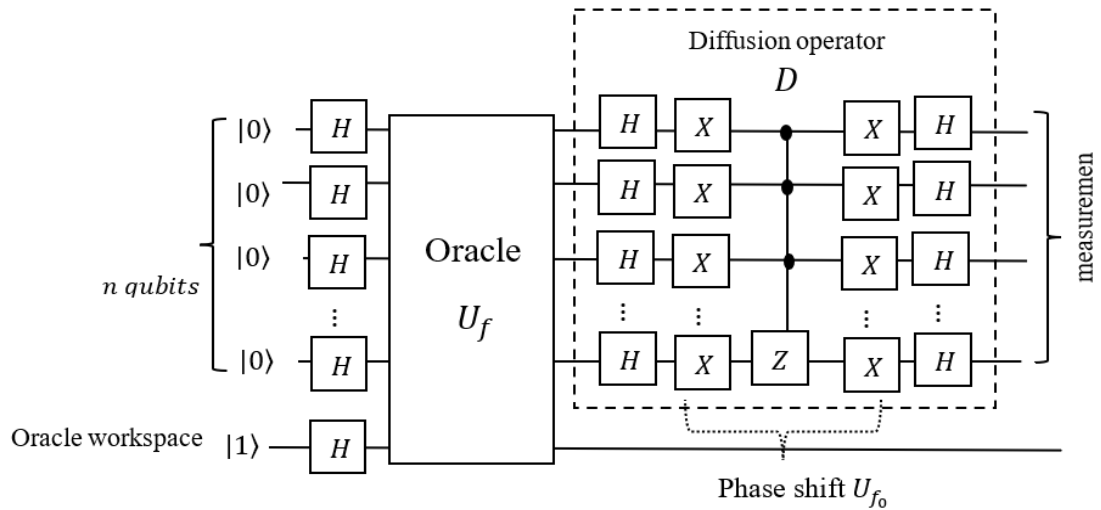 Diffusion operator
D
|0⟩ H H X X H
|0⟩ H H X X H
|0⟩ H H X X H
n qubits
Oracle
U_f
⋮ ⋮ ⋮ ⋮ ⋮
|0⟩ H H X Z X H
Oracle workspace |1⟩ H
Phase shift U_{f_0}
measuremen